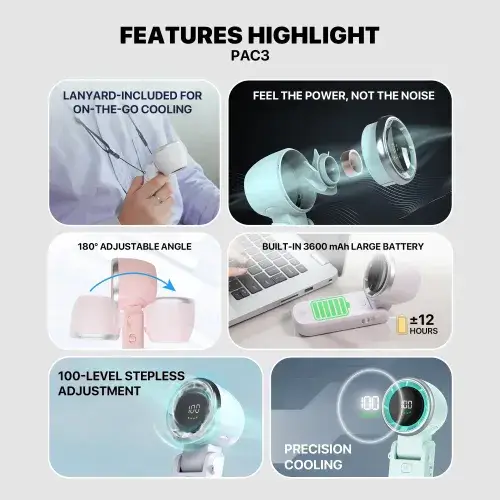 FEATURES HIGHLIGHT
PAC3
LANYARD-INCLUDED FOR
ON-THE-GO COOLING
FEEL THE POWER, NOT THE NOISE
180° ADJUSTABLE ANGLE
BUILT-IN 3600 mAh LARGE BATTERY
±12
HOURS
100-LEVEL STEPLESS
ADJUSTMENT
100
100
100
PRECISION
COOLING